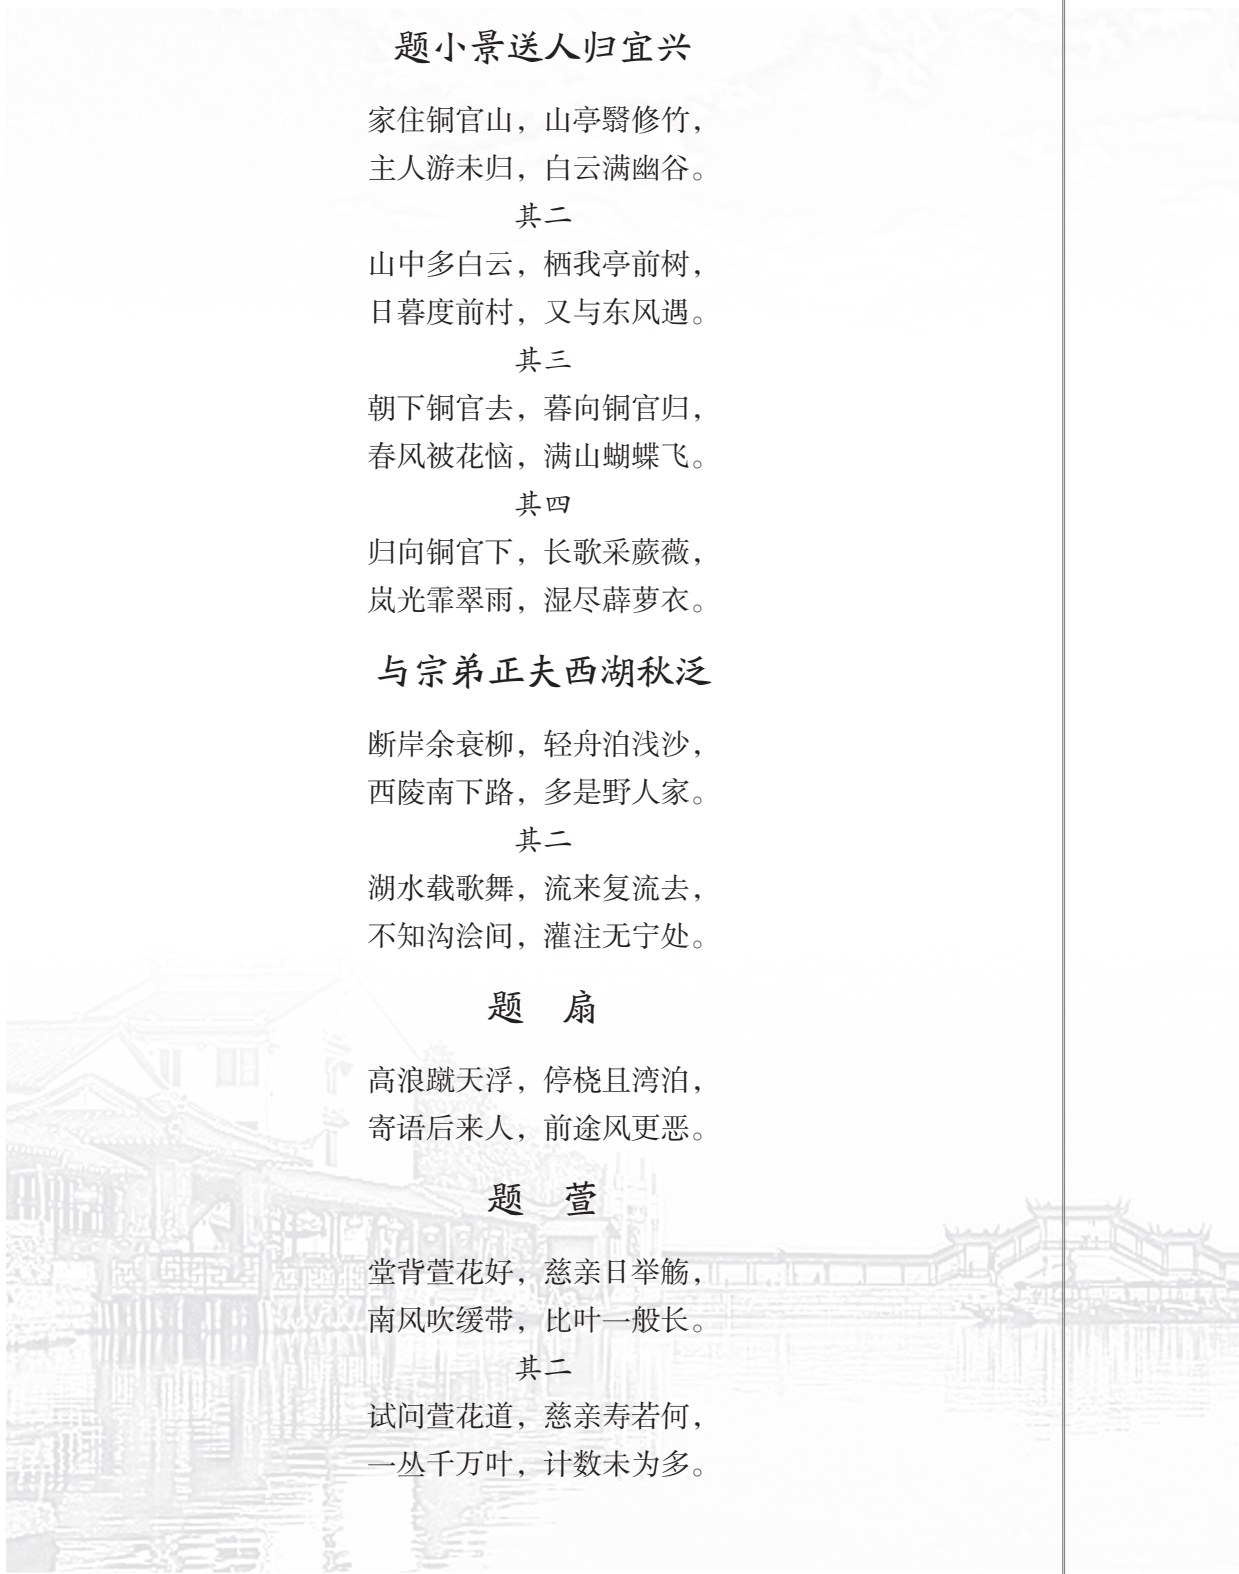 题小景送人归宜兴
家住铜官山，山亭翳修竹，
主人游未归，白云满幽谷。
其二
山中多白云，栖我亭前树，
日暮度前村，又与东风遇。
其三
朝下铜官去，暮向铜官归，
春风被花恼，满山蝴蝶飞。
其四
归向铜官下，长歌采蕨薇，
岚光霏翠雨，湿尽薜萝衣。
与宗弟正夫西湖秋泛
断岸余衰柳，轻舟泊浅沙，
西陵南下路，多是野人家。
其二
湖水载歌舞，流来复流去，
不知沟浍间，灌注无宁处。
题　扇
高浪蹴天浮，停桡且湾泊，
寄语后来人，前途风更恶。
题　萱
堂背萱花好，慈亲日举觞，
南风吹缓带，比叶一般长。
其二
试问萱花道，慈亲寿若何，
一丛千万叶，计数未为多。